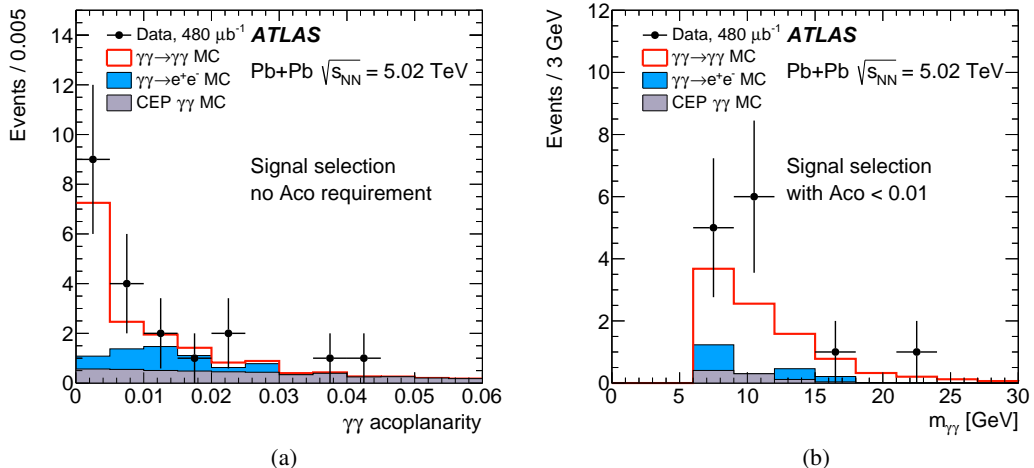 Events / 0.005
14
12
10
8
6
4
2
0
Data, 480 μb⁻¹ ATLAS
γγ→γγ MC
γγ→e⁺e⁻ MC
CEP γγ MC
Pb+Pb √sNN = 5.02 TeV
Signal selection
no Aco requirement
0 0.01 0.02 0.03 0.04 0.05 0.06
γγ acoplanarity
(a)
Events / 3 GeV
12
10
8
6
4
2
0
Data, 480 μb⁻¹ ATLAS
γγ→γγ MC
γγ→e⁺e⁻ MC
CEP γγ MC
Pb+Pb √sNN = 5.02 TeV
Signal selection
with Aco < 0.01
0 5 10 15 20 25 30
mγγ [GeV]
(b)